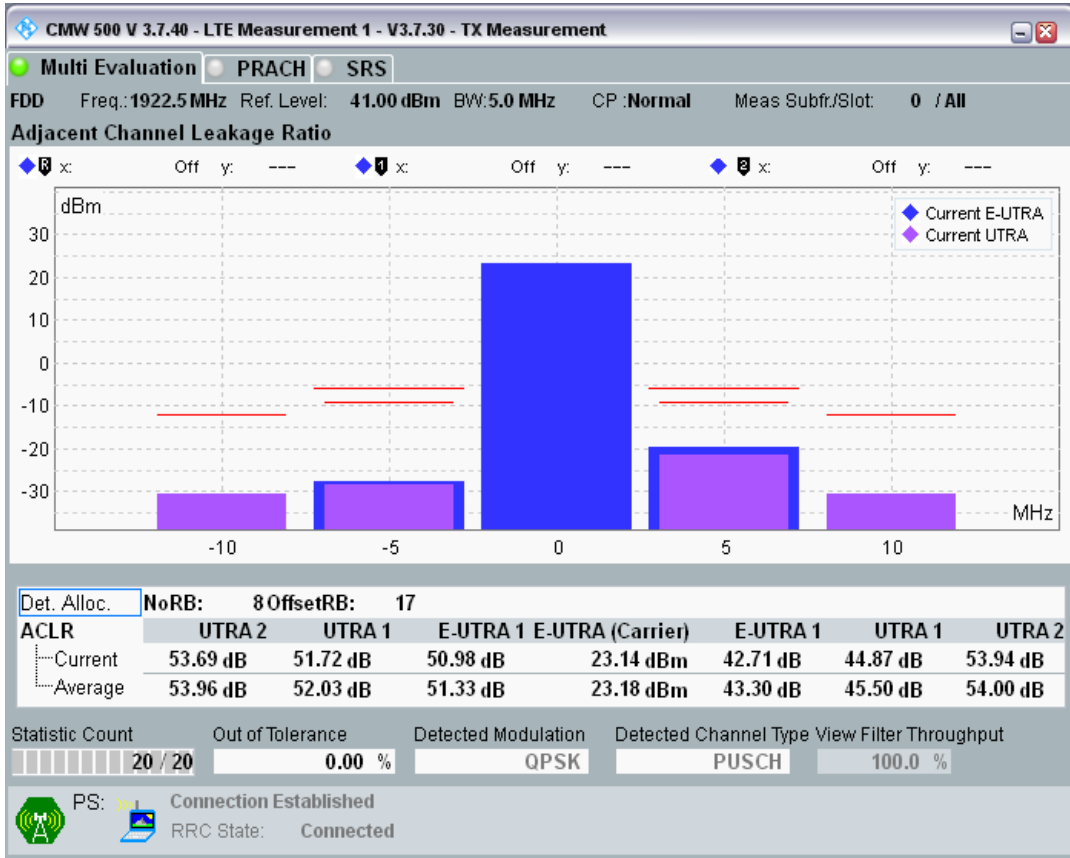 CMW 500 V 3.7.40 - LTE Measurement 1 - V3.7.30 - TX Measurement
Multi Evaluation PRACH SRS
FDD Freq.: 1922.5 MHz Ref. Level: 41.00 dBm BW: 5.0 MHz CP : Normal Meas Subfr./Slot: 0 / All
Adjacent Channel Leakage Ratio
R x: Off y: --- 1 x: Off y: --- 2 x: Off y: ---
dBm
Current E-UTRA
Current UTRA
30
20
10
0
-10
-20
-30
MHz
-10 -5 0 5 10
Det. Alloc. NoRB: 8 OffsetRB: 17
ACLR UTRA 2 UTRA 1 E-UTRA 1 E-UTRA (Carrier) E-UTRA 1 UTRA 1 UTRA 2
Current 53.69 dB 51.72 dB 50.98 dB 23.14 dBm 42.71 dB 44.87 dB 53.94 dB
Average 53.96 dB 52.03 dB 51.33 dB 23.18 dBm 43.30 dB 45.50 dB 54.00 dB
Statistic Count Out of Tolerance Detected Modulation Detected Channel Type View Filter Throughput
20 / 20 0.00 % QPSK PUSCH 100.0 %
PS: Connection Established
RRC State: Connected